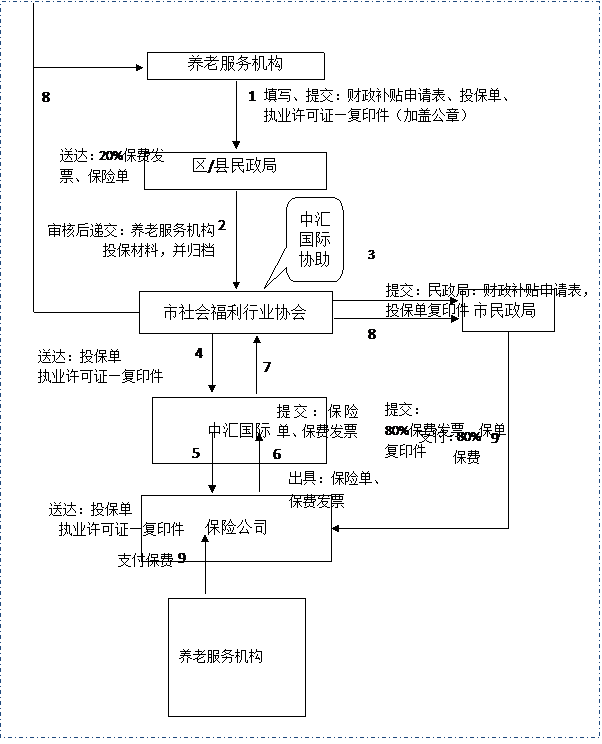 养老服务机构
8
1 填写、提交：财政补贴申请表、投保单、
执业许可证—复印件（加盖公章）
送达：20%保费发
票、保险单
区/县民政局
审核后递交：养老服务机构
投保材料，并归档
2
中汇
国际
协助
3
提交：民政局：财政补贴申请表，
投保单复印件
市社会福利行业协会
市民政局
8
送达：投保单
执业许可证—复印件
4
7
提交：保险
单、保费发票
中汇国际
提交：
80%保费发票、保单
复印件
支付：80%
保费
9
5
6
出具：保险单、
保费发票
送达：投保单
执业许可证—复印件
保险公司
支付保费 9
养老服务机构